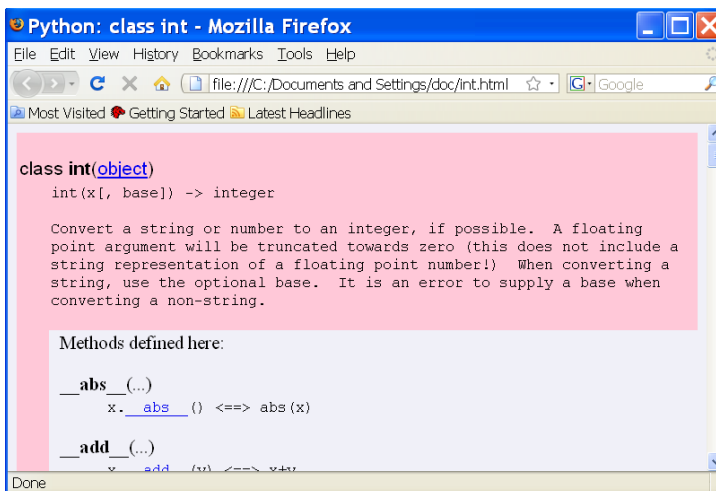 Python: class int - Mozilla Firefox
File Edit View History Bookmarks Tools Help
file:///C:/Documents and Settings/doc/int.html G Google
Most Visited Getting Started Latest Headlines
class int(object)
int(x[, base]) -> integer
Convert a string or number to an integer, if possible. A floating
point argument will be truncated towards zero (this does not include a
string representation of a floating point number!) When converting a
string, use the optional base. It is an error to supply a base when
converting a non-string.
Methods defined here:
__abs__(...)
x.__abs__() <==> abs(x)
__add__(...)
x.__add__(y) <==> x+y
Done